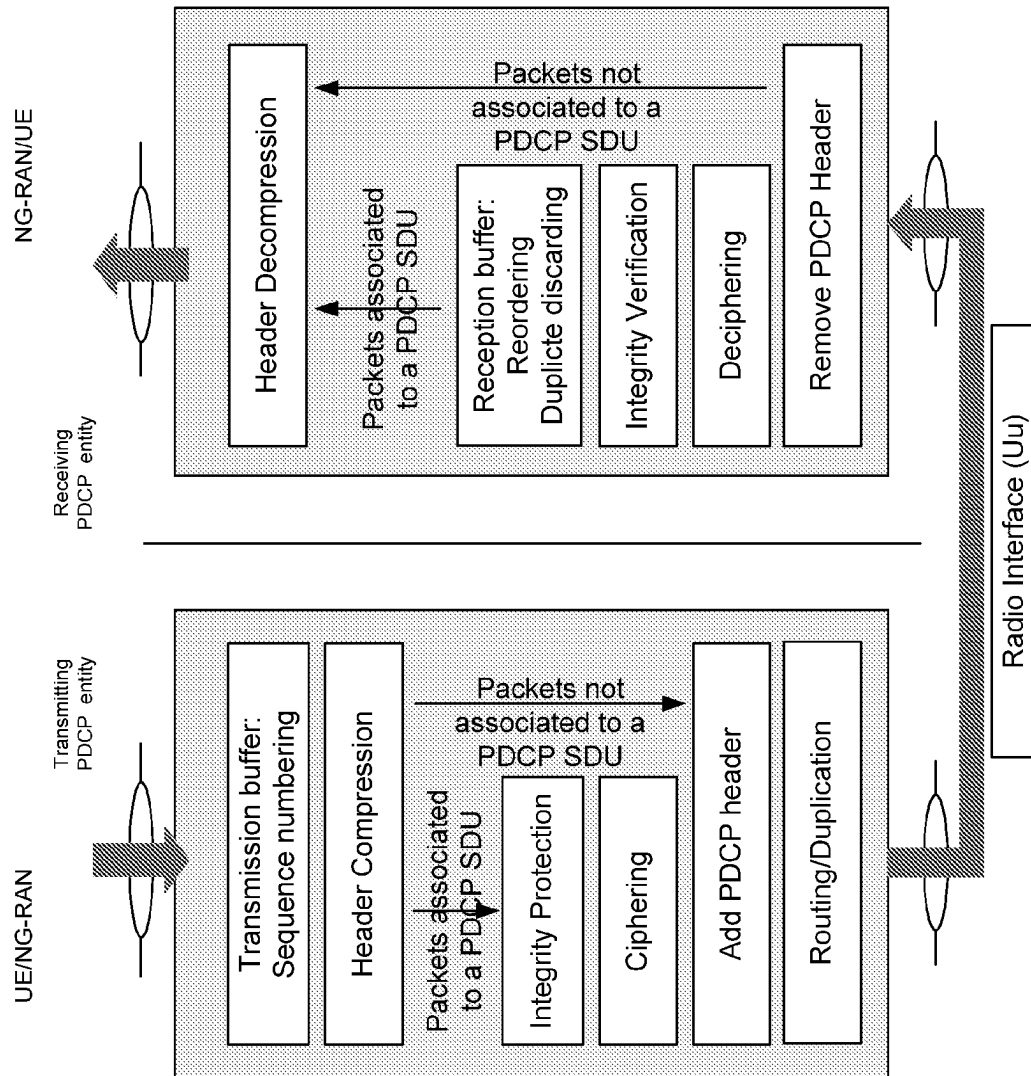 UE/NG-RAN
NG-RAN/UE
Transmitting
PDCP entity
Receiving
PDCP entity
Transmission buffer:
Sequence numbering
Header Compression
Packets associated
to a PDCP SDU
Packets not
associated to a
PDCP SDU
Integrity Protection
Ciphering
Add PDCP header
Routing/Duplication
Header Decompression
Packets associated
to a PDCP SDU
Packets not
associated to a
PDCP SDU
Reception buffer:
Reordering
Duplicte discarding
Integrity Verification
Deciphering
Remove PDCP Header
Radio Interface (Uu)